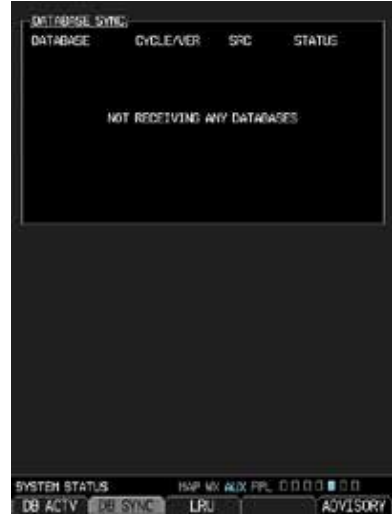 DATABASE SYNC
DATABASE CYCLE/VER SRC STATUS
NOT RECEIVING ANY DATABASES
SYSTEM STATUS MAP WX AUX FPL
DB ACTV DB SYNC LRU ADVISORY